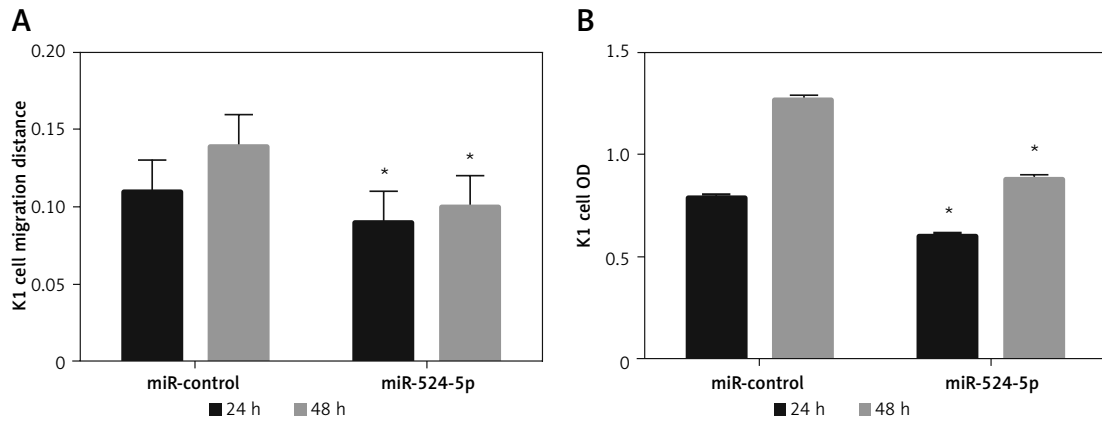 A
K1 cell migration distance
0.20
0.15
0.10
0.05
0
*
*
miR-control
miR-524-5p
24 h
48 h
B
K1 cell OD
1.5
1.0
0.5
0
*
*
miR-control
miR-524-5p
24 h
48 h